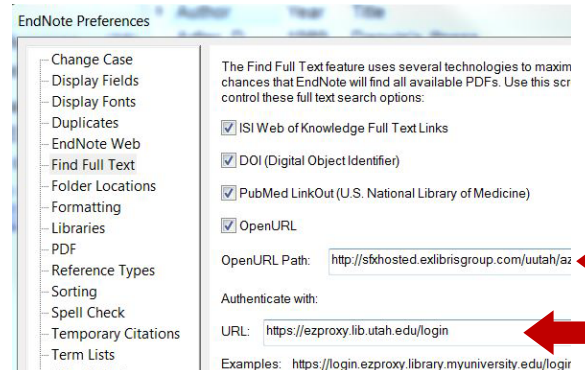 Author Year Title
EndNote Preferences
Change Case
Display Fields
Display Fonts
Duplicates
EndNote Web
Find Full Text
Folder Locations
Formatting
Libraries
PDF
Reference Types
Sorting
Spell Check
Temporary Citations
Term Lists
The Find Full Text feature uses several technologies to maxim
chances that EndNote will find all available PDFs. Use this scr
control these full text search options:
ISI Web of Knowledge Full Text Links
DOI (Digital Object Identifier)
PubMed LinkOut (U.S. National Library of Medicine)
OpenURL
OpenURL Path: http://sfxhosted.exlibrisgroup.com/uutah/az
Authenticate with:
URL: https://ezproxy.lib.utah.edu/login
Examples: https://login.ezproxy.library.myuniversity.edu/login